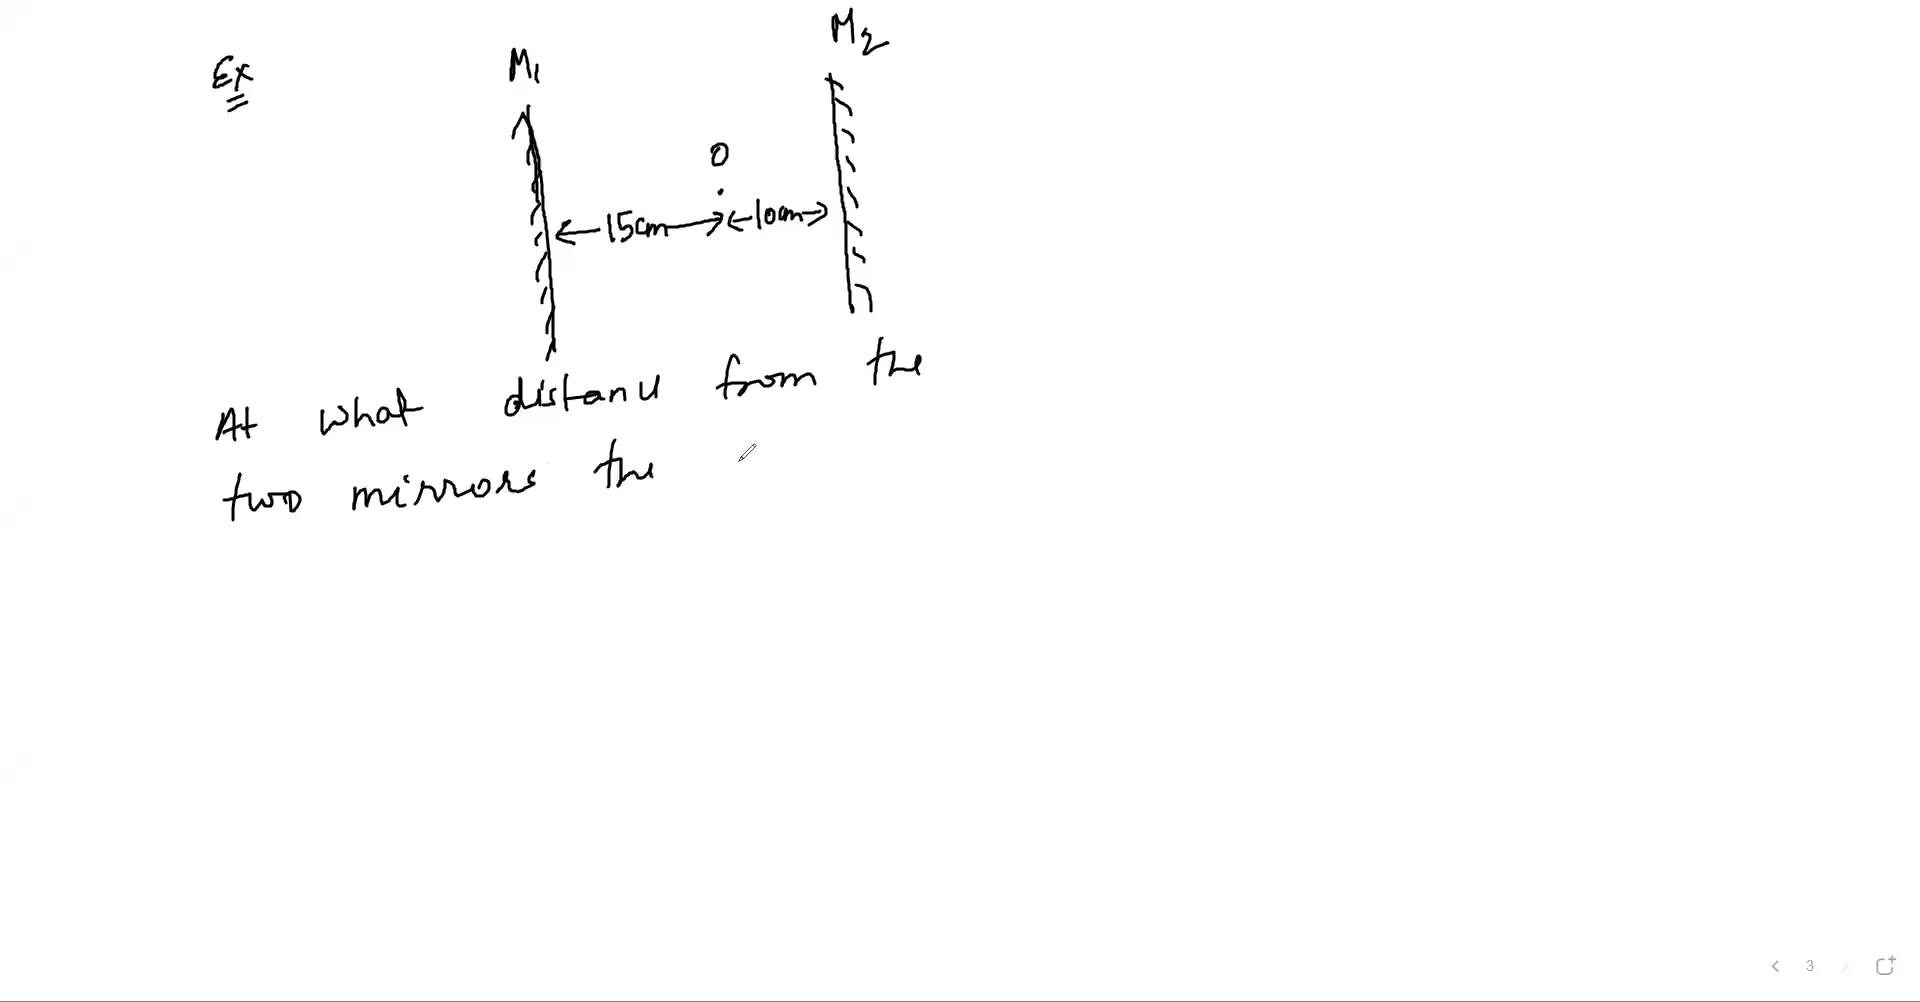 Ex
M1
M2
O
15cm
10cm
At what distance from the
two mirrors the
3